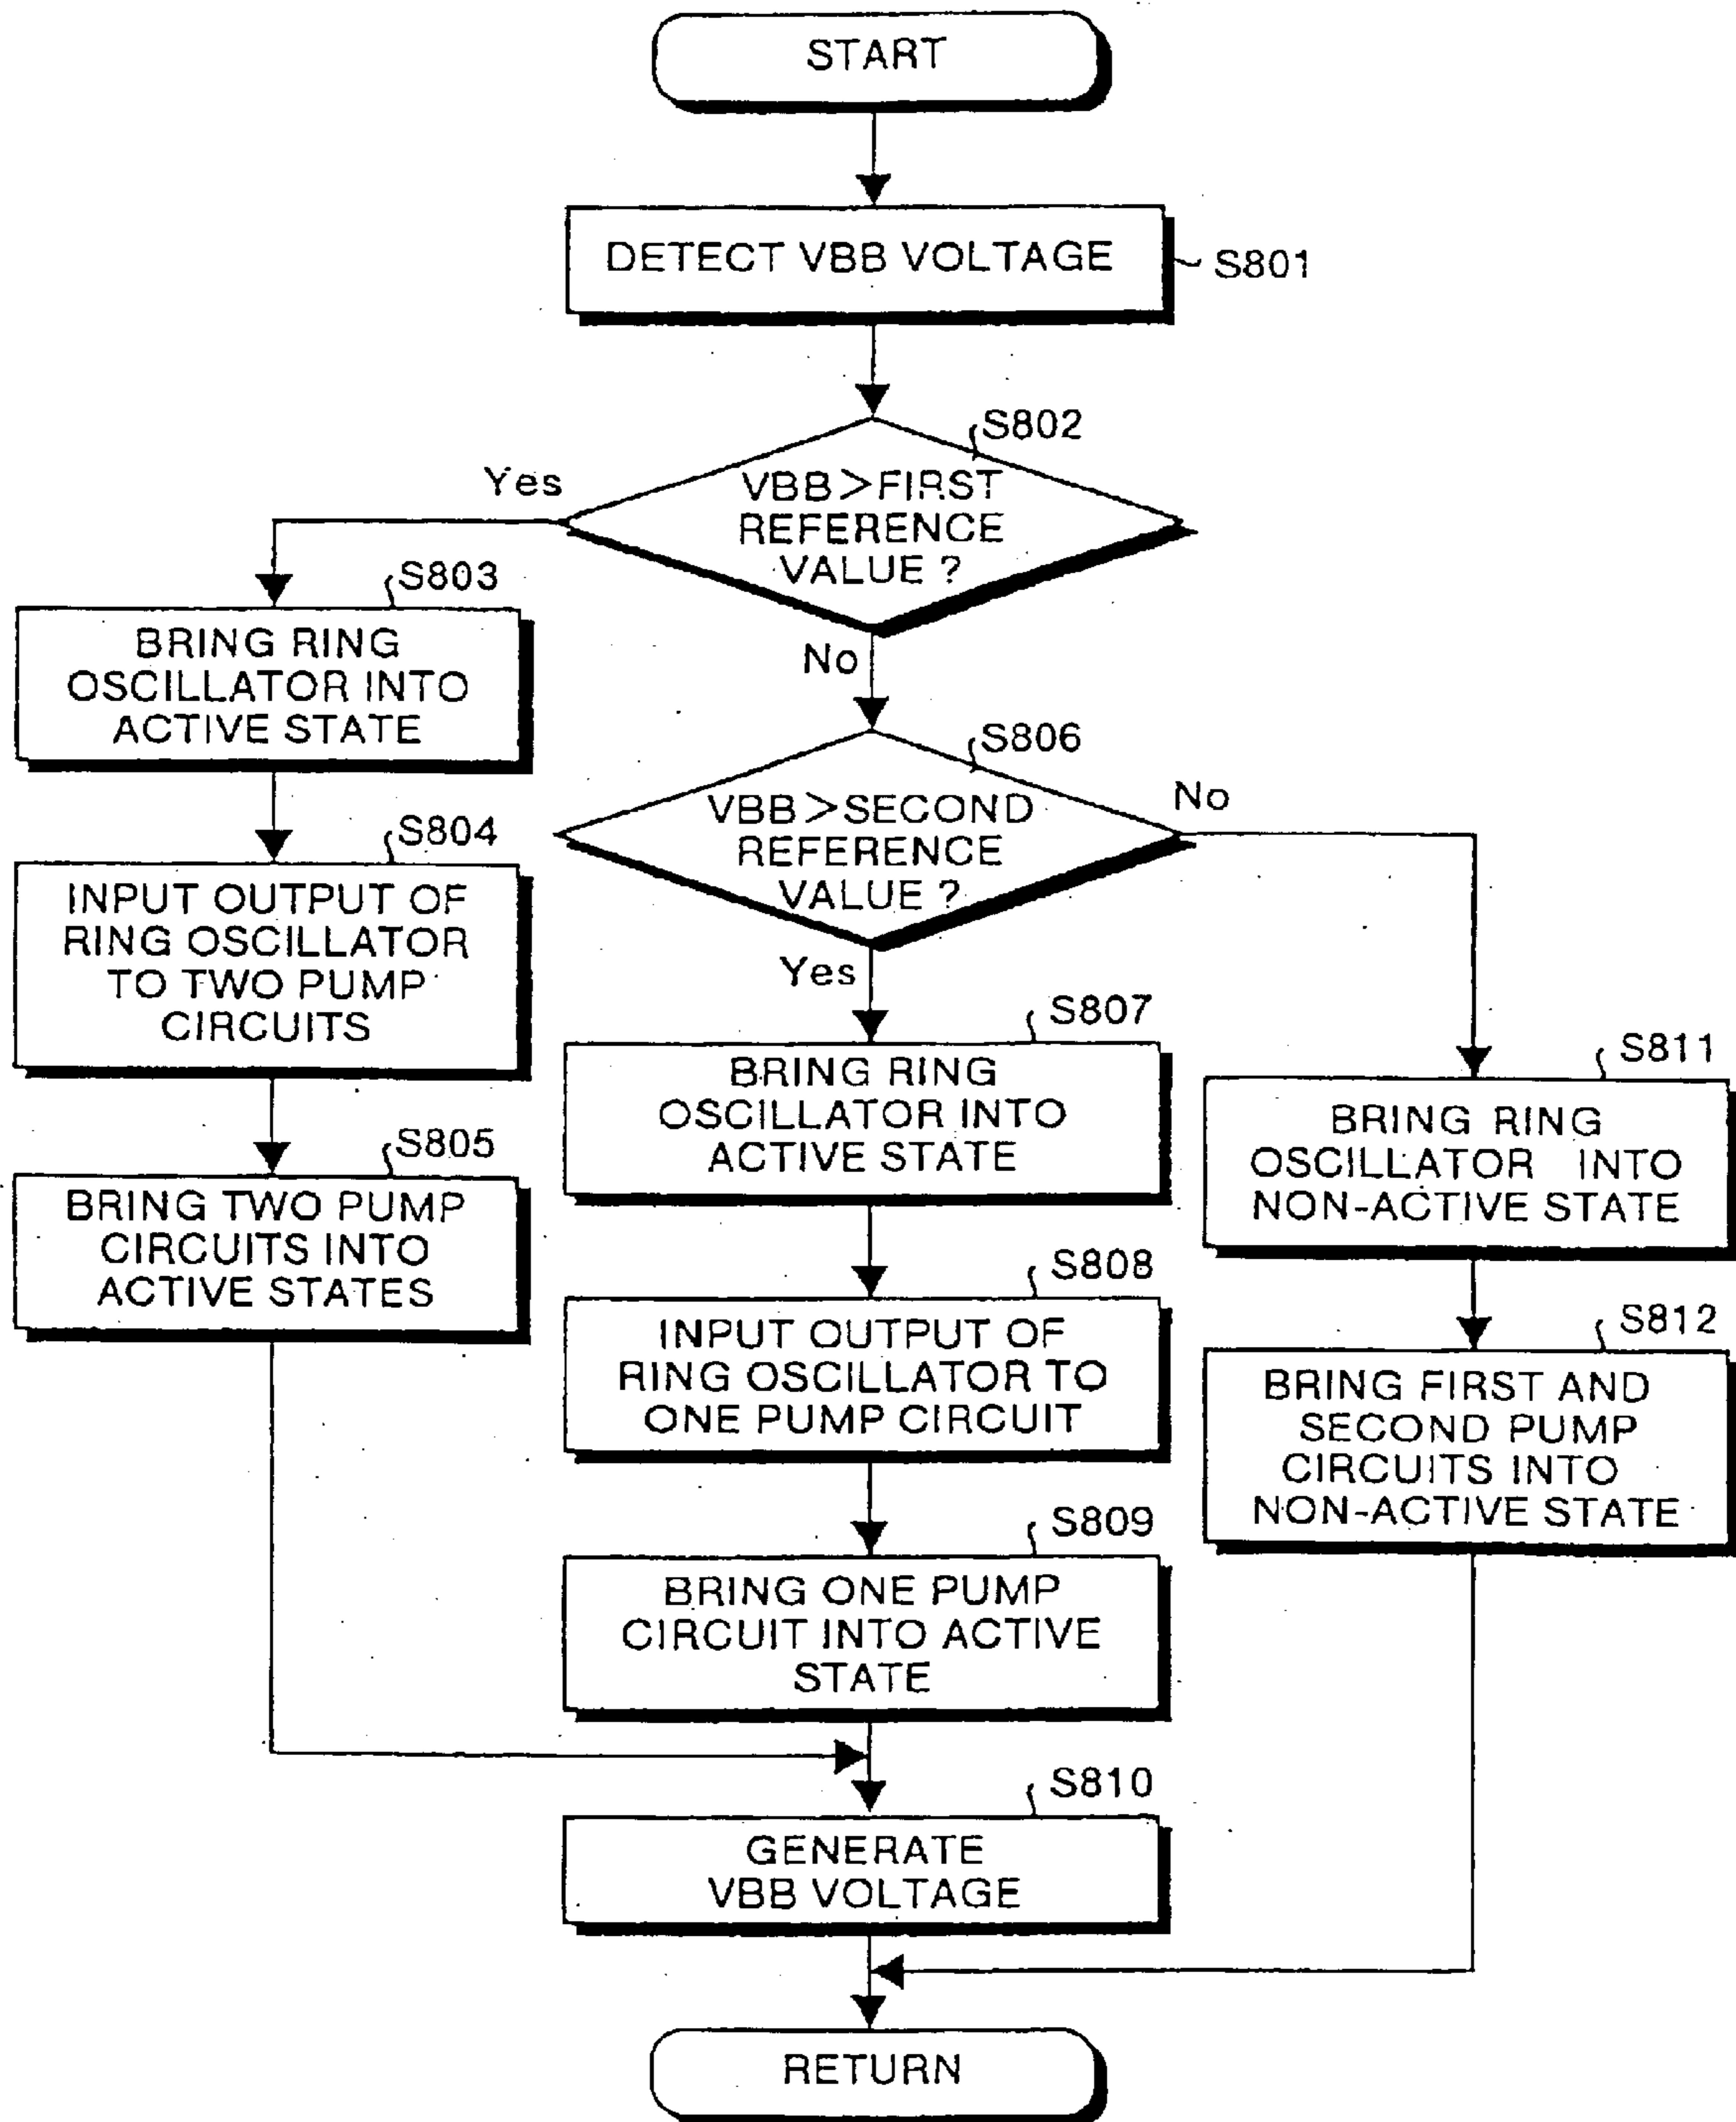 START
DETECT VBB VOLTAGE
S801
S802
VBB>FIRST
REFERENCE
VALUE ?
Yes
No
S803
BRING RING
OSCILLATOR INTO
ACTIVE STATE
S804
INPUT OUTPUT OF
RING OSCILLATOR
TO TWO PUMP
CIRCUITS
S805
BRING TWO PUMP
CIRCUITS INTO
ACTIVE STATES
S806
VBB>SECOND
REFERENCE
VALUE ?
No
Yes
S807
BRING RING
OSCILLATOR INTO
ACTIVE STATE
S808
INPUT OUTPUT OF
RING OSCILLATOR TO
ONE PUMP CIRCUIT
S809
BRING ONE PUMP
CIRCUIT INTO ACTIVE
STATE
S811
BRING RING
OSCILLATOR INTO
NON-ACTIVE STATE
S812
BRING FIRST AND
SECOND PUMP
CIRCUITS INTO
NON-ACTIVE STATE
S810
GENERATE
VBB VOLTAGE
RETURN